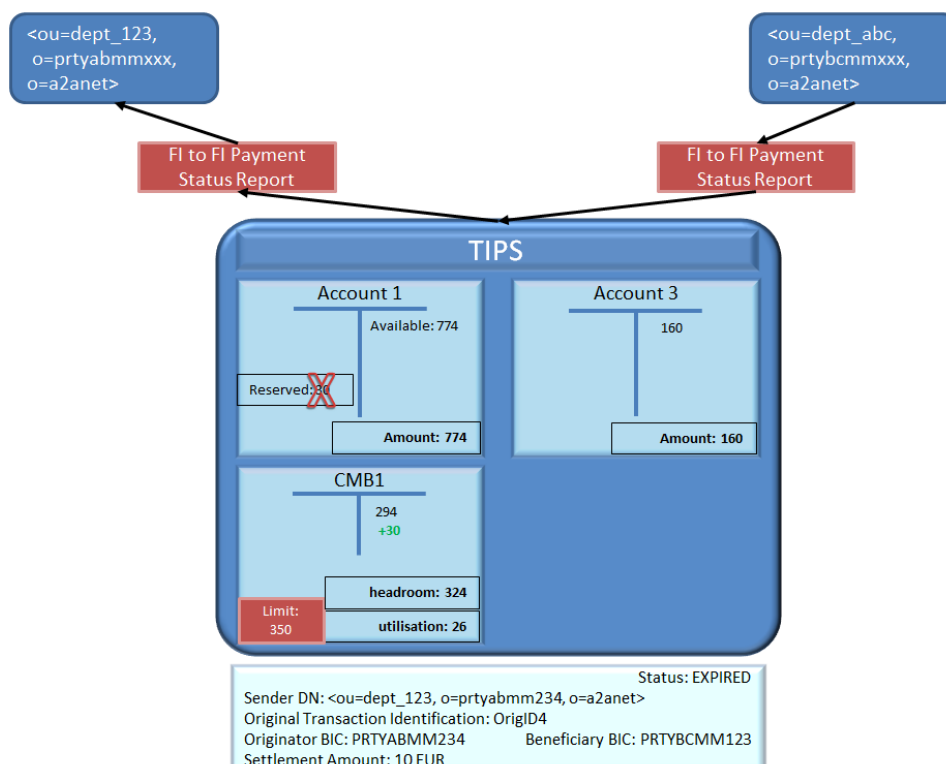 <ou=dept_123,
o=prtyabmmxxx,
o=a2anet>
<ou=dept_abc,
o=prtybcmmxxx,
o=a2anet>
FI to FI Payment
Status Report
FI to FI Payment
Status Report
TIPS
Account 1
Available: 774
Reserved: 30
Amount: 774
Account 3
160
Amount: 160
CMB1
294
+30
headroom: 324
Limit:
350
utilisation: 26
Status: EXPIRED
Sender DN: <ou=dept_123, o=prtyabmm234, o=a2anet>
Original Transaction Identification: OrigID4
Originator BIC: PRTYABMM234 Beneficiary BIC: PRTYBCMM123
Settlement Amount: 10 EUR